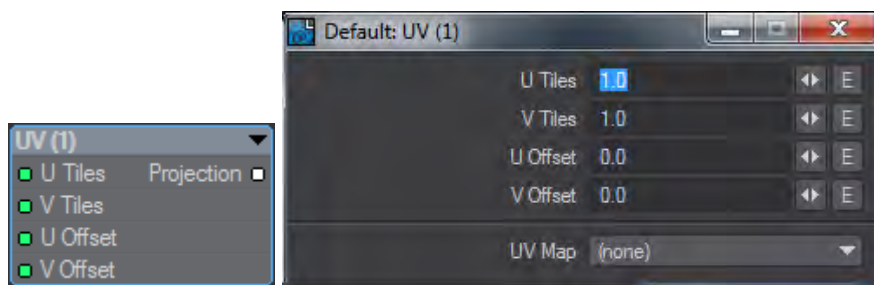 UV (1)
U Tiles Projection
V Tiles
U Offset
V Offset
Default: UV (1)
U Tiles 1.0 E
V Tiles 1.0 E
U Offset 0.0 E
V Offset 0.0 E
UV Map (none)